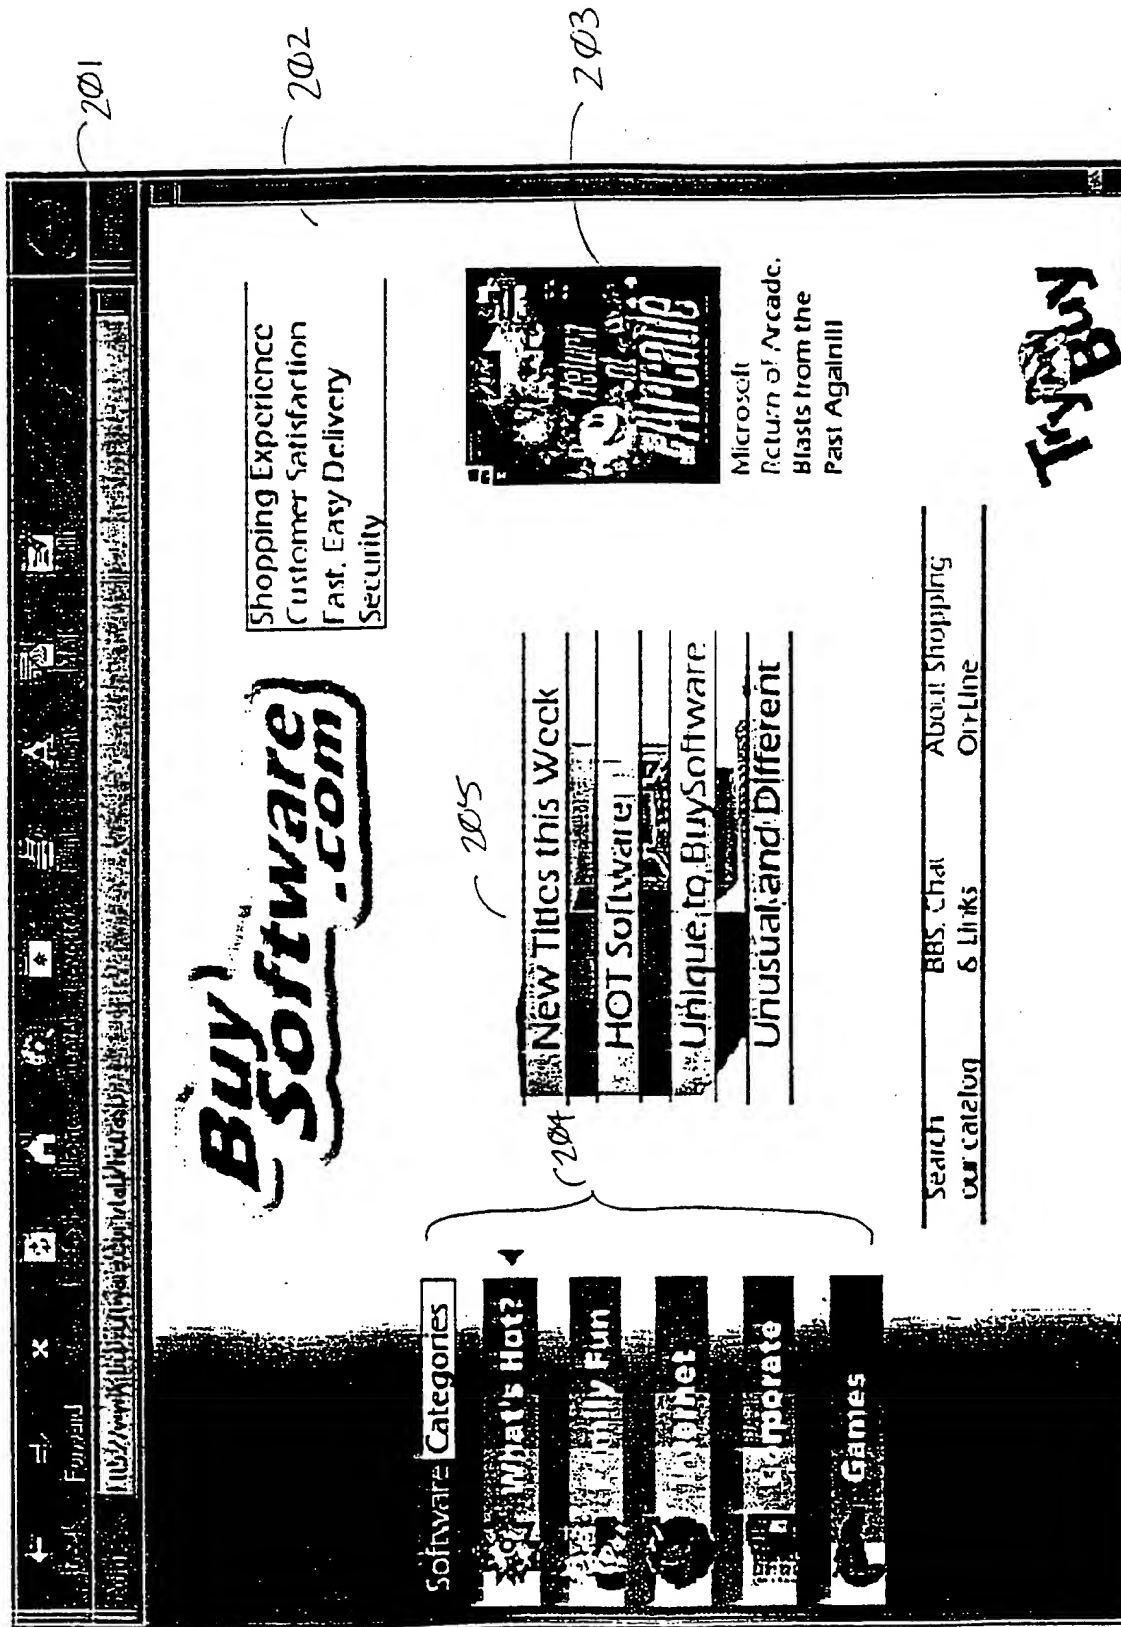 201
Forward
202
Buy
Software
.com
Shopping Experience
Customer Satisfaction
Fast, Easy Delivery
Security
203
Software Categories
What's Hot?
Family Fun
Internet
Corporate
Games
204
205
New Titles this Week
HOT Software
Unique to BuySoftware
Unusual and Different
Microsoft
Return of Arcade.
Blasts from the
Past Again!!!
Search
our catalog
BBS, Chat
& Links
About Shopping
On-Line
Try
Buy